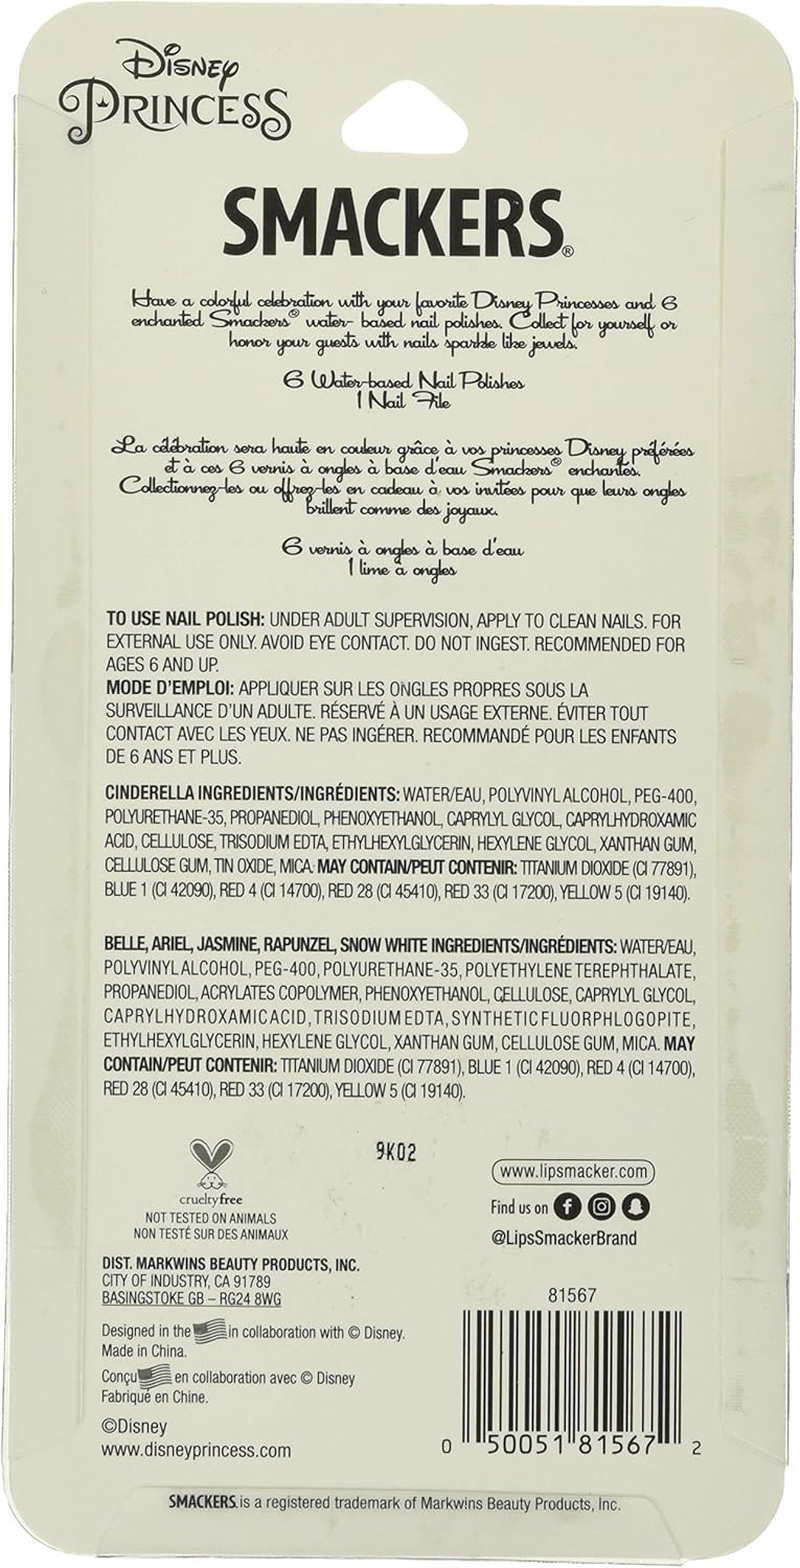 Disney
PRINCESS
SMACKERS®
Have a colorful celebration with your favorite Disney Princesses and 6
enchanted Smackers® water- based nail polishes. Collect for yourself or
honor your guests with nails sparkle like jewels.
6 Water-based Nail Polishes
1 Nail File
La célébration sera haute en couleur grâce à vos princesses Disney préférées
et à ces 6 vernis à ongles à base d'eau Smackers® enchantés.
Collectionnez-les ou offrez-les en cadeau à vos invitées pour que leurs ongles
brillent comme des joyaux.
6 vernis à ongles à base d'eau
1 lime à ongles
TO USE NAIL POLISH: UNDER ADULT SUPERVISION, APPLY TO CLEAN NAILS. FOR
EXTERNAL USE ONLY. AVOID EYE CONTACT. DO NOT INGEST. RECOMMENDED FOR
AGES 6 AND UP.
MODE D'EMPLOI: APPLIQUER SUR LES ONGLES PROPRES SOUS LA
SURVEILLANCE D'UN ADULTE. RÉSERVÉ À UN USAGE EXTERNE. ÉVITER TOUT
CONTACT AVEC LES YEUX. NE PAS INGÉRER. RECOMMANDÉ POUR LES ENFANTS
DE 6 ANS ET PLUS.
CINDERELLA INGREDIENTS/INGRÉDIENTS: WATER/EAU, POLYVINYL ALCOHOL, PEG-400,
POLYURETHANE-35, PROPANEDIOL, PHENOXYETHANOL, CAPRYLYL GLYCOL, CAPRYLHYDROXAMIC
ACID, CELLULOSE, TRISODIUM EDTA, ETHYLHEXYLGLYCERIN, HEXYLENE GLYCOL, XANTHAN GUM,
CELLULOSE GUM, TIN OXIDE, MICA. MAY CONTAIN/PEUT CONTENIR: TITANIUM DIOXIDE (CI 77891),
BLUE 1 (CI 42090), RED 4 (CI 14700), RED 28 (CI 45410), RED 33 (CI 17200), YELLOW 5 (CI 19140).
BELLE, ARIEL, JASMINE, RAPUNZEL, SNOW WHITE INGREDIENTS/INGRÉDIENTS: WATER/EAU,
POLYVINYL ALCOHOL, PEG-400, POLYURETHANE-35, POLYETHYLENE TEREPHTHALATE,
PROPANEDIOL, ACRYLATES COPOLYMER, PHENOXYETHANOL, CELLULOSE, CAPRYLYL GLYCOL,
CAPRYLHYDROXAMIC ACID, TRISODIUM EDTA, SYNTHETIC FLUORPHLOGOPITE,
ETHYLHEXYLGLYCERIN, HEXYLENE GLYCOL, XANTHAN GUM, CELLULOSE GUM, MICA. MAY
CONTAIN/PEUT CONTENIR: TITANIUM DIOXIDE (CI 77891), BLUE 1 (CI 42090), RED 4 (CI 14700),
RED 28 (CI 45410), RED 33 (CI 17200), YELLOW 5 (CI 19140).
crueltyfree
NOT TESTED ON ANIMALS
NON TESTÉ SUR DES ANIMAUX
9K02
www.lipsmacker.com
Find us on
@LipsSmackerBrand
DIST. MARKWINS BEAUTY PRODUCTS, INC.
CITY OF INDUSTRY, CA 91789
BASINGSTOKE GB – RG24 8WG
Designed in the in collaboration with © Disney.
Made in China.
Conçu en collaboration avec © Disney
Fabriqué en Chine.
©Disney
www.disneyprincess.com
81567
0 50051 81567 2
SMACKERS. is a registered trademark of Markwins Beauty Products, Inc.